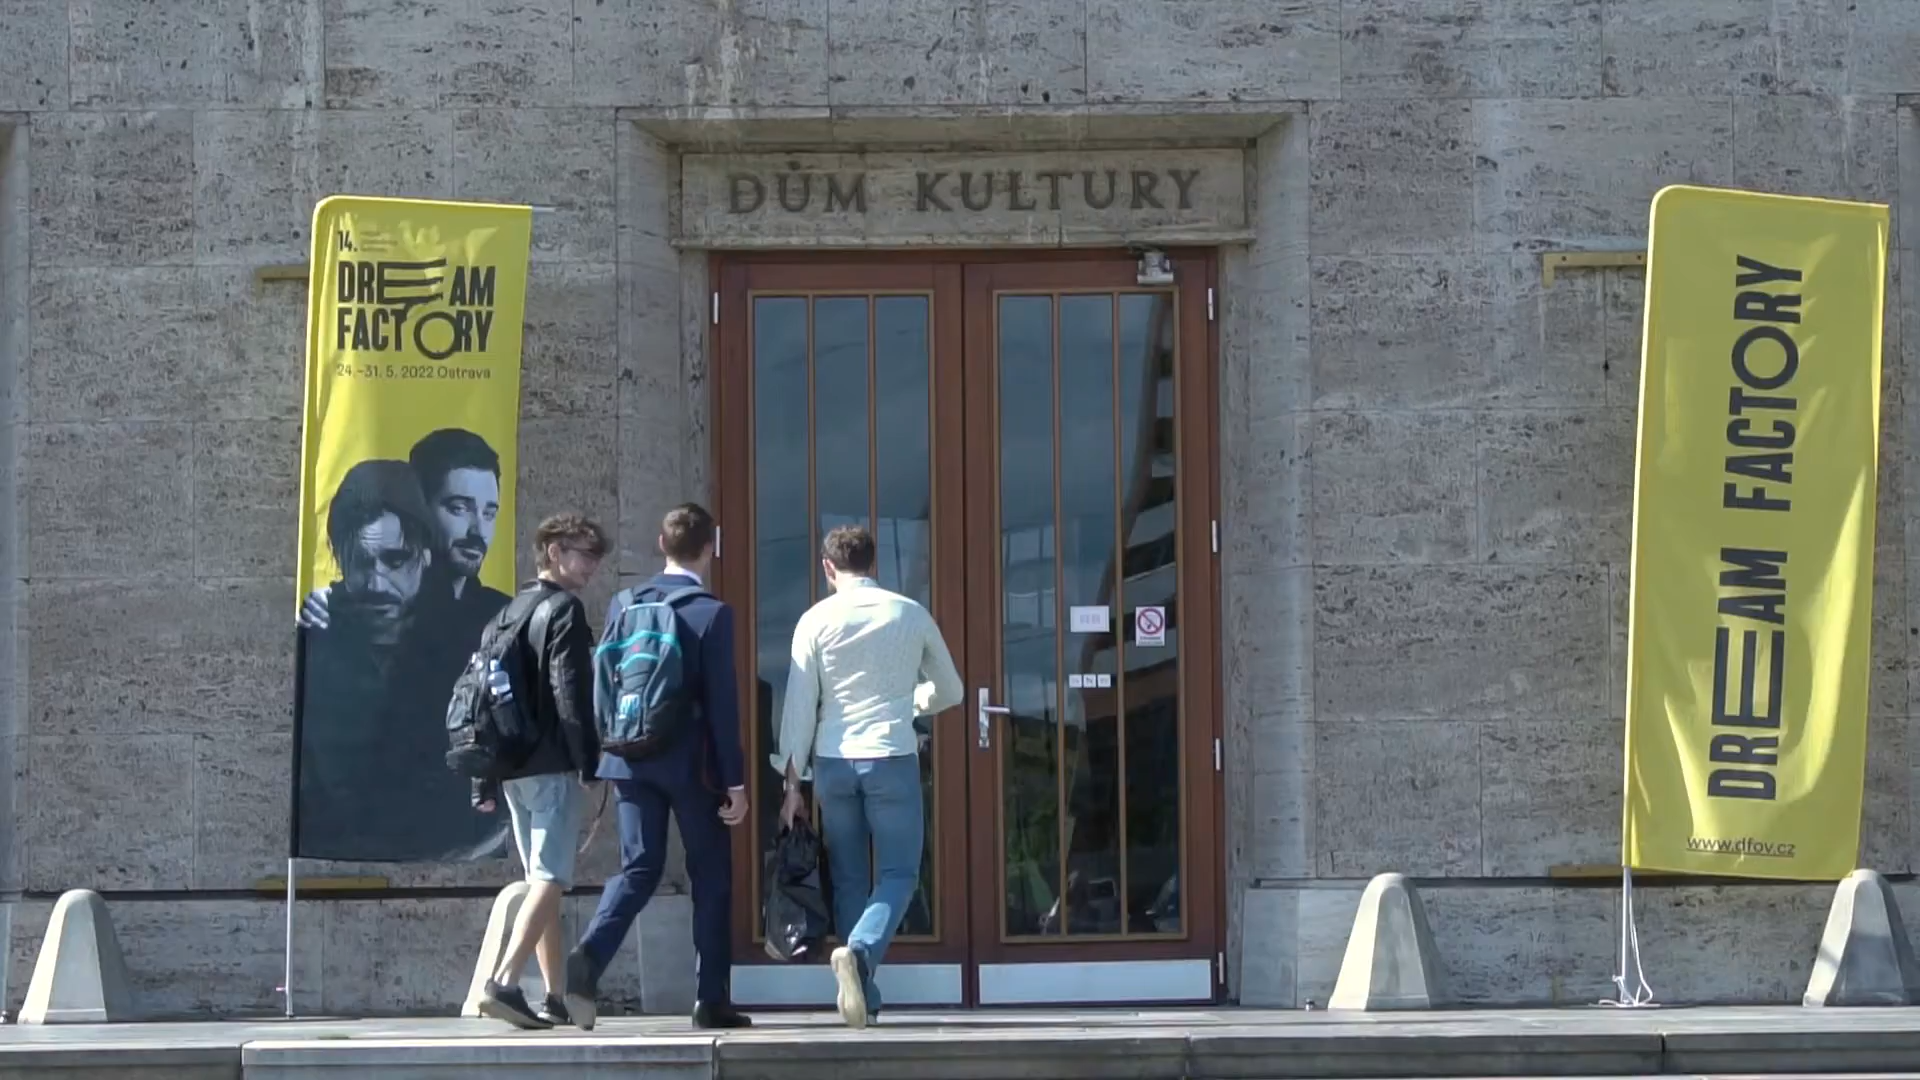 DŮM KULTURY
14.
DREAM
FACTORY
24.–31. 5. 2022 Ostrava
DREAM FACTORY
www.dfov.cz